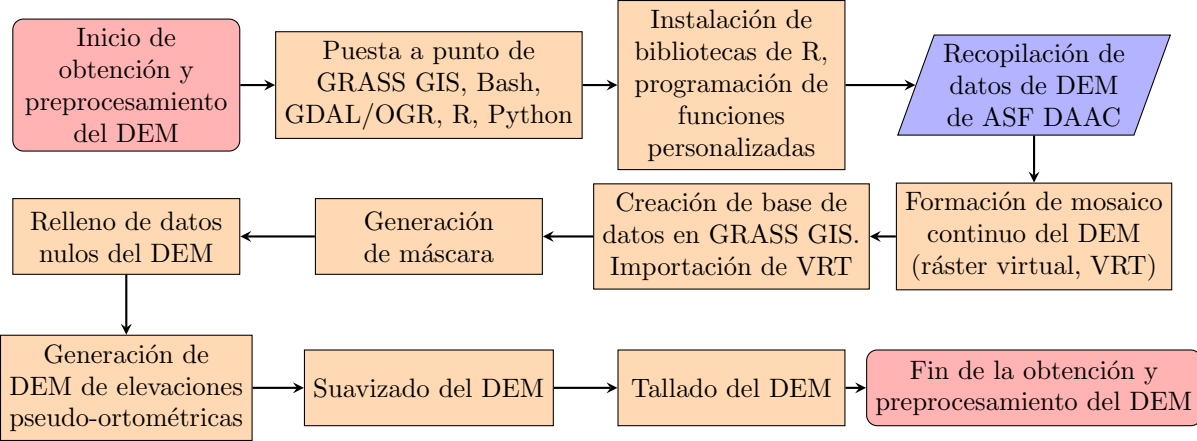 Inicio de
obtención y
preprocesamiento
del DEM
Puesta a punto de
GRASS GIS, Bash,
GDAL/OGR, R, Python
Instalación de
bibliotecas de R,
programación de
funciones
personalizadas
Recopilación de
datos de DEM
de ASF DAAC
Formación de mosaico
continuo del DEM
(ráster virtual, VRT)
Creación de base de
datos en GRASS GIS.
Importación de VRT
Generación
de máscara
Relleno de datos
nulos del DEM
Generación de
DEM de elevaciones
pseudo-ortométricas
Suavizado del DEM
Tallado del DEM
Fin de la obtención y
preprocesamiento del DEM